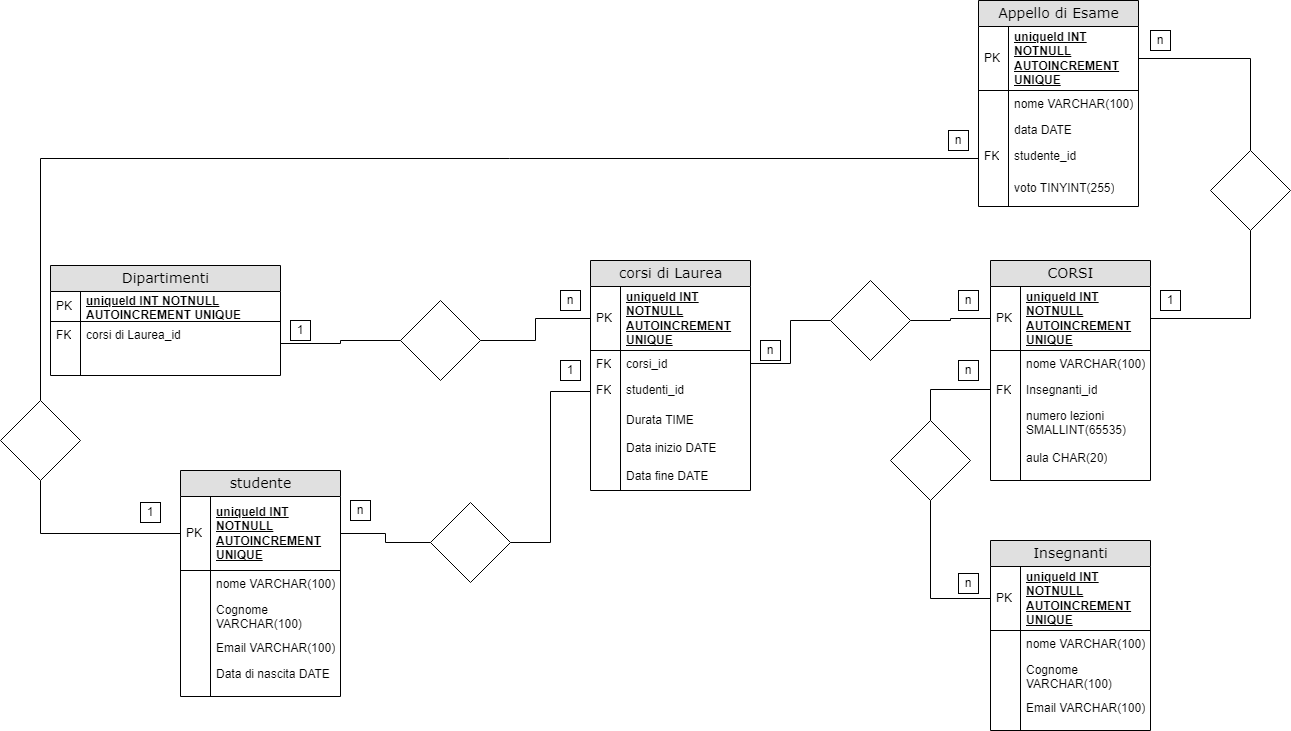 Appello di Esame
PK
uniqueId INT
NOTNULL
AUTOINCREMENT
UNIQUE
nome VARCHAR(100)
data DATE
FK
studente_id
voto TINYINT(255)
n
n
Dipartimenti
PK
uniqueId INT NOTNULL
AUTOINCREMENT UNIQUE
FK
corsi di Laurea_id
1
n
corsi di Laurea
PK
uniqueId INT
NOTNULL
AUTOINCREMENT
UNIQUE
FK
corsi_id
FK
studenti_id
Durata TIME
Data inizio DATE
Data fine DATE
1
n
n
CORSI
PK
uniqueId INT
NOTNULL
AUTOINCREMENT
UNIQUE
nome VARCHAR(100)
FK
Insegnanti_id
numero lezioni
SMALLINT(65535)
aula CHAR(20)
1
n
studente
PK
uniqueId INT
NOTNULL
AUTOINCREMENT
UNIQUE
nome VARCHAR(100)
Cognome
VARCHAR(100)
Email VARCHAR(100)
Data di nascita DATE
1
n
Insegnanti
PK
uniqueId INT
NOTNULL
AUTOINCREMENT
UNIQUE
nome VARCHAR(100)
Cognome
VARCHAR(100)
Email VARCHAR(100)
n